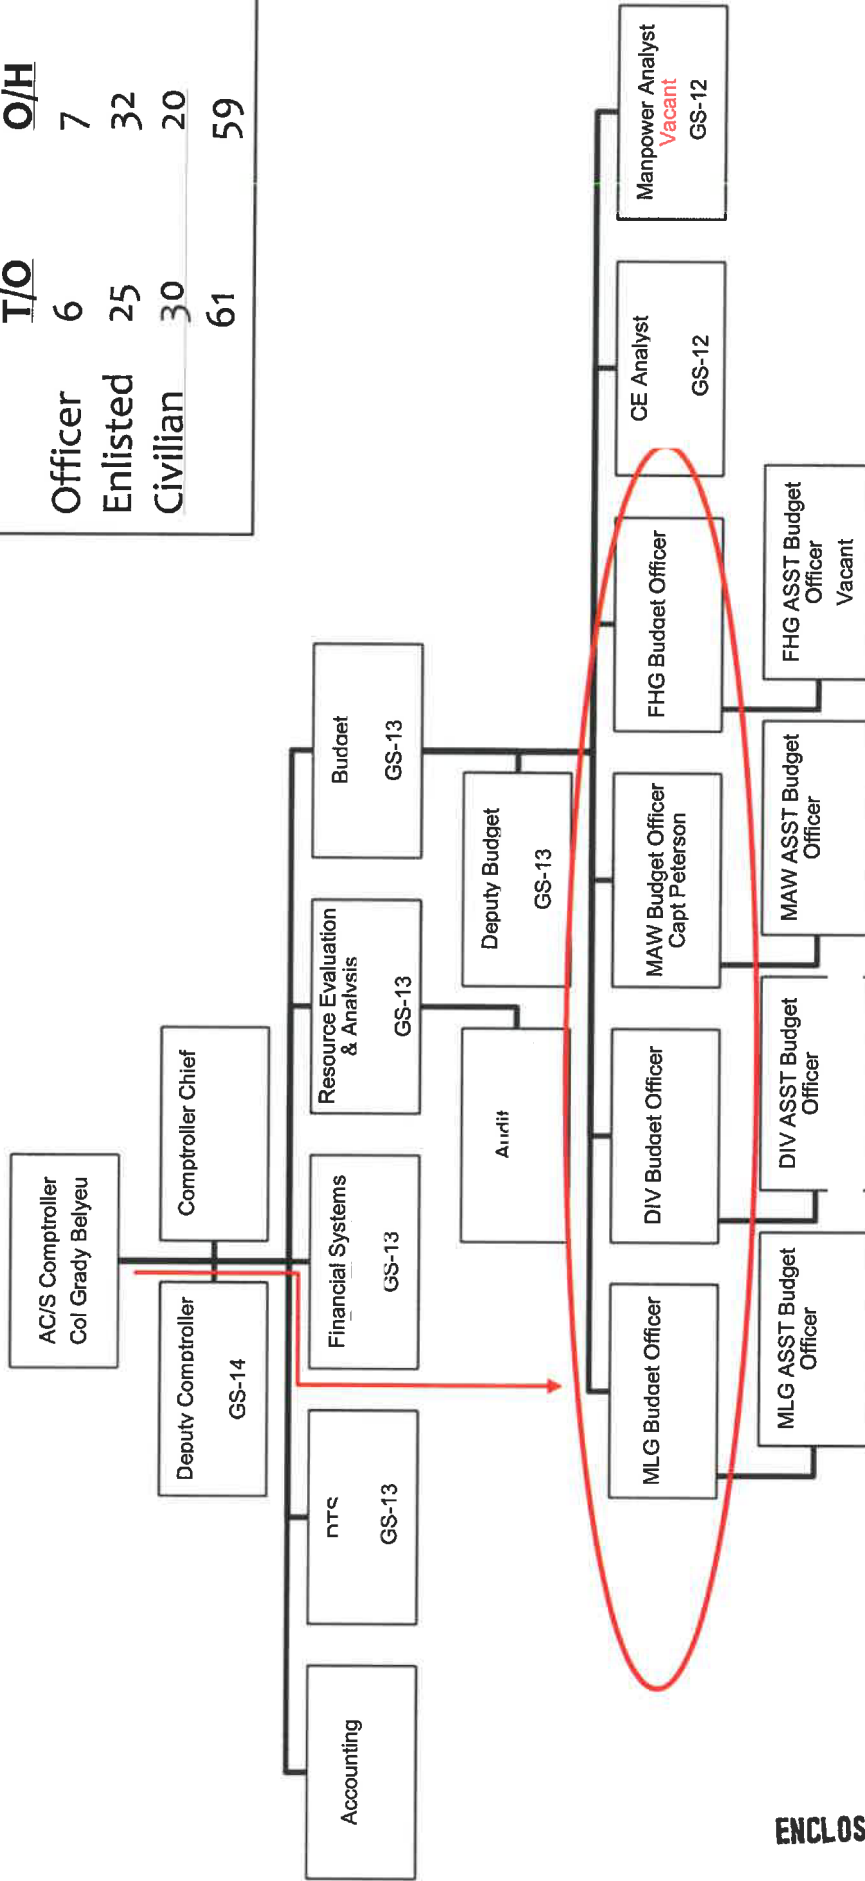 T/O O/H
Officer 6 7
Enlisted 25 32
Civilian 30 20
61 59
AC/S Comptroller
Col Grady Belyeu
Deputy Comptroller
GS-14
Comptroller Chief
Accounting
DTS
GS-13
Financial Systems
GS-13
Resource Evaluation
& Analysis
GS-13
Budget
GS-13
Audit
Deputy Budget
GS-13
MLG Budget Officer
DIV Budget Officer
MAW Budget Officer
Capt Peterson
FHG Budget Officer
CE Analyst
GS-12
Manpower Analyst
Vacant
GS-12
MLG ASST Budget
Officer
DIV ASST Budget
Officer
MAW ASST Budget
Officer
FHG ASST Budget
Officer
Vacant
ENCLOS